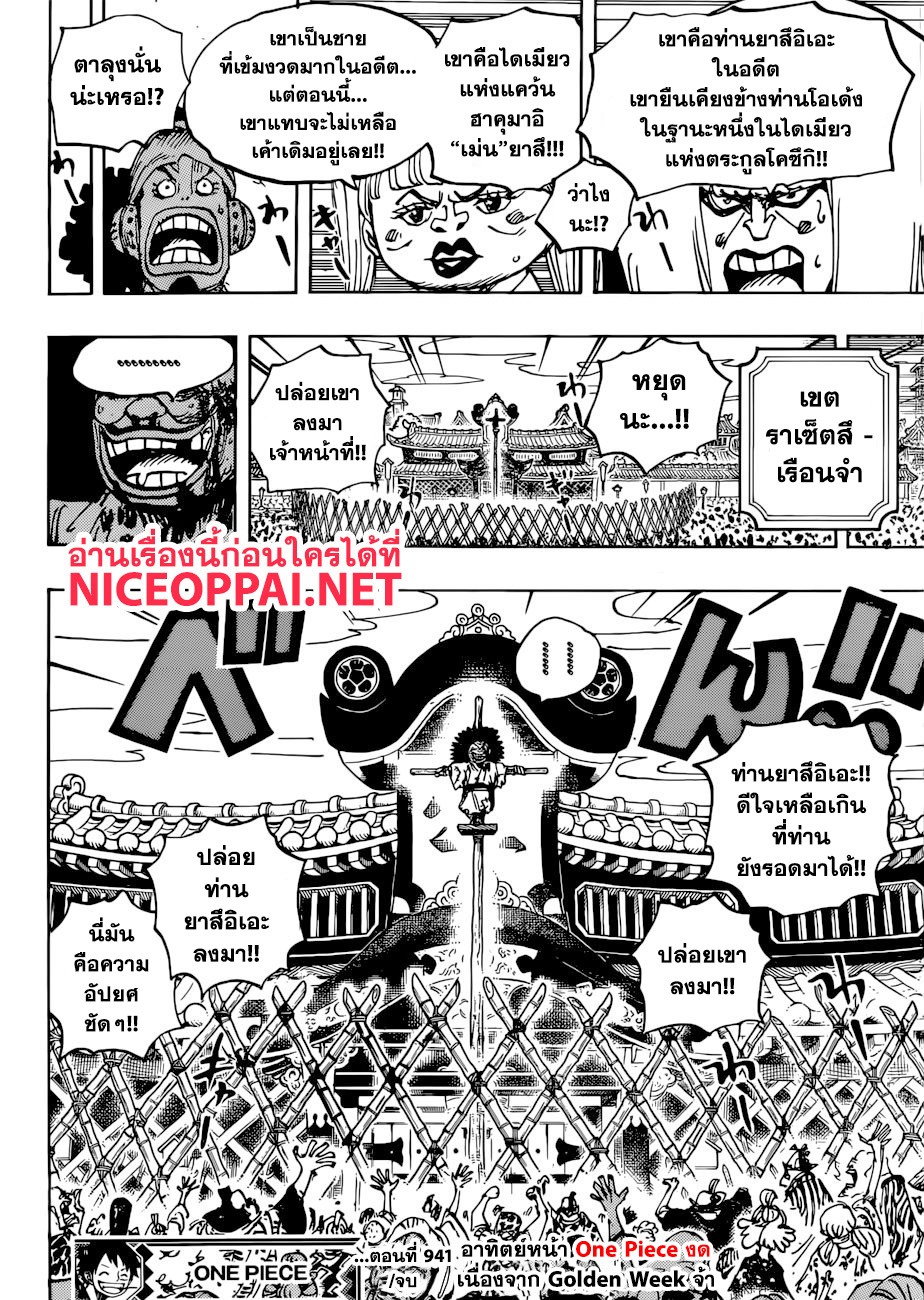 เขาคือท่านยาสึอิเอะ
ในอดีต
เขายืนเคียงข้างท่านโอเด้ง
ในฐานะหนึ่งในไดเมียว
แห่งตระกูลโคซึกิ!!
ว่าไง
นะ!?
เขาคือไดเมียว
แห่งแคว้น
ฮาคุมาอิ
“เม่น”ยาสึ!!!
เขาเป็นชาย
ที่เข้มงวดมากในอดีต...
แต่ตอนนี้...
เขาแทบจะไม่เหลือ
เค้าเดิมอยู่เลย!!
ตาลุงนั่น
น่ะเหรอ!?
เขต
ราเซ็ตสึ -
เรือนจำ
หยุด
นะ...!!
ปล่อยเขา
ลงมา
เจ้าหน้าที่!!
อ่านเรื่องนี้ก่อนใครได้ที่
NICEOPPAI.NET
べんべん!!
ท่านยาสึอิเอะ!!
ดีใจเหลือเกิน
ที่ท่าน
ยังรอดมาได้!!
ปล่อยเขา
ลงมา!!
ปล่อย
ท่าน
ยาสึอิเอะ
ลงมา!!
นี่มัน
คือความ
อัปยศ
ชัดๆ!!
ONE PIECE
...ตอนที่ 941
/จบ
อาทิตย์หน้า One Piece งด
เนื่องจาก Golden Week จ้า